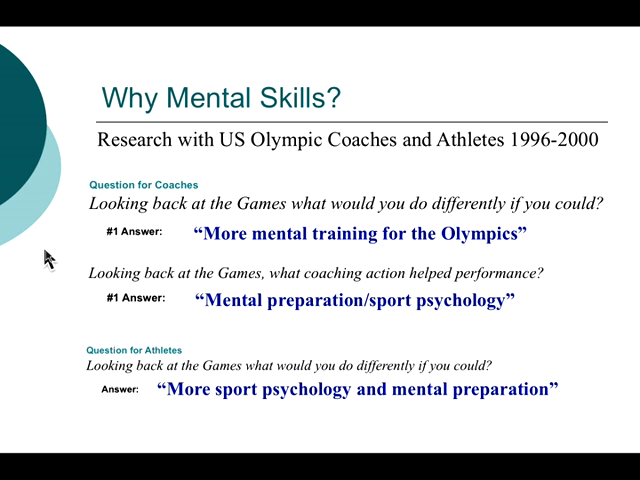 Why Mental Skills?
Research with US Olympic Coaches and Athletes 1996-2000
Question for Coaches
Looking back at the Games what would you do differently if you could?
#1 Answer: “More mental training for the Olympics”
Looking back at the Games, what coaching action helped performance?
#1 Answer: “Mental preparation/sport psychology”
Question for Athletes
Looking back at the Games what would you do differently if you could?
Answer: “More sport psychology and mental preparation”